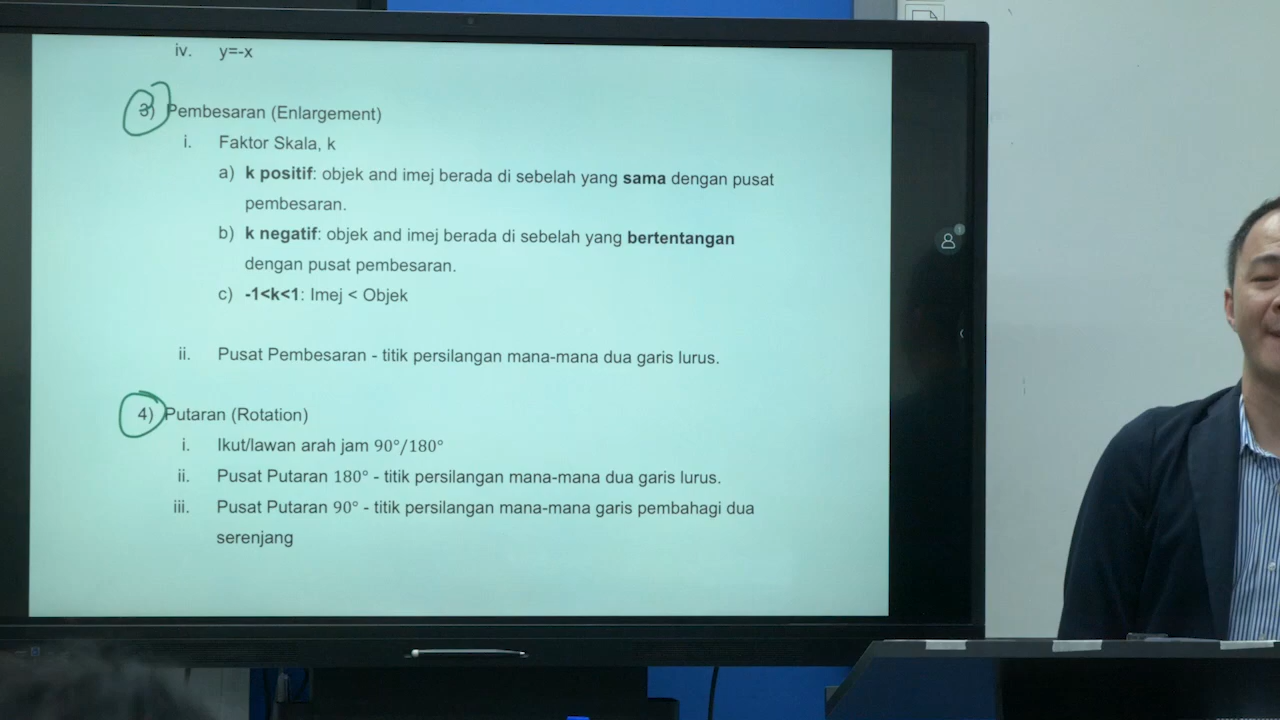 iv. y=-x
3) Pembesaran (Enlargement)
i. Faktor Skala, k
a) k positif: objek and imej berada di sebelah yang sama dengan pusat
pembesaran.
b) k negatif: objek and imej berada di sebelah yang bertentangan
dengan pusat pembesaran.
c) -1<k<1: Imej < Objek
ii. Pusat Pembesaran - titik persilangan mana-mana dua garis lurus.
4) Putaran (Rotation)
i. Ikut/lawan arah jam 90°/180°
ii. Pusat Putaran 180° - titik persilangan mana-mana dua garis lurus.
iii. Pusat Putaran 90° - titik persilangan mana-mana garis pembahagi dua
serenjang